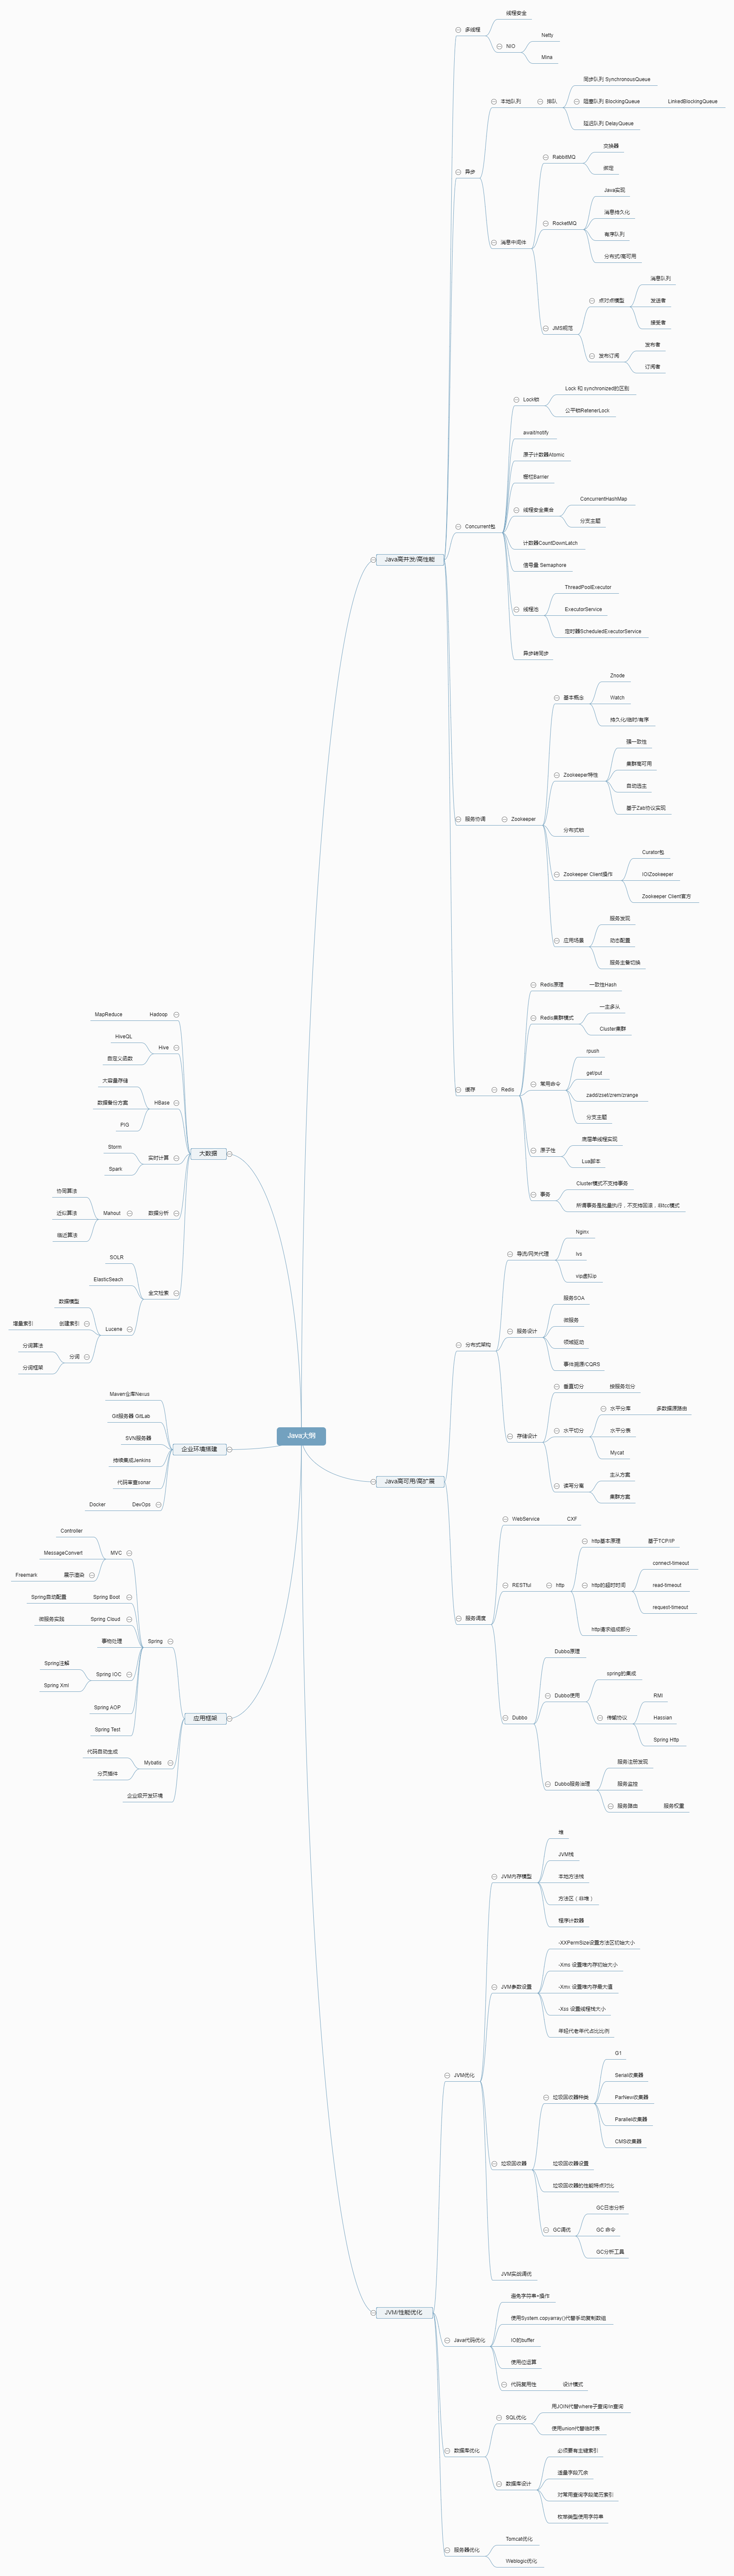 Java大纲
Java高并发/高性能
多线程
线程安全
NIO
Netty
Mina
异步
本地队列
排队
同步队列 SynchronousQueue
阻塞队列 BlockingQueue
LinkedBlockingQueue
延迟队列 DelayQueue
消息中间件
RabbitMQ
交换器
绑定
RocketMQ
Java实现
消息持久化
有序队列
分布式/高可用
JMS规范
点对点模型
消息队列
发送者
接受者
发布订阅
发布者
订阅者
Concurrent包
Lock锁
Lock 和 synchronized的区别
公平锁RetenerLock
await/notify
原子计数器Atomic
栅栏Barrier
线程安全集合
ConcurrentHashMap
分支主题
计数器CountDownLatch
信号量 Semaphore
线程池
ThreadPoolExecutor
ExecutorService
定时器ScheduledExecutorService
异步转同步
服务协调
Zookeeper
基本概念
Znode
Watch
持久化/临时/有序
Zookeeper特性
强一致性
集群高可用
自动选主
基于Zab协议实现
分布式锁
Zookeeper Client操作
Curator包
IOIZookeeper
Zookeeper Client官方
应用场景
服务发现
动态配置
服务主备切换
缓存
Redis
Redis原理
一致性Hash
Redis集群模式
一主多从
Cluster集群
常用命令
rpush
get/put
zadd/zset/zrem/zrange
分支主题
原子性
底层单线程实现
Lua脚本
事务
Cluster模式不支持事务
所谓事务是批量执行，不支持回滚，非tcc模式
Java高可用/高扩展
分布式架构
导流/网关代理
Nginx
lvs
vip虚拟ip
服务设计
服务SOA
微服务
领域驱动
事件溯源/CQRS
存储设计
垂直切分
按服务划分
水平切分
水平分库
多数据源路由
水平分表
Mycat
读写分离
主从方案
集群方案
服务调度
WebService
CXF
RESTful
http
http基本原理
基于TCP/IP
http的超时时间
connect-timeout
read-timeout
request-timeout
http请求组成部分
Dubbo
Dubbo原理
Dubbo使用
spring的集成
传输协议
RMI
Hassian
Spring Http
Dubbo服务治理
服务注册发现
服务监控
服务路由
服务权重
JVM/性能优化
JVM优化
JVM内存模型
堆
JVM栈
本地方法栈
方法区（非堆）
程序计数器
JVM参数设置
-XXPermSize设置方法区初始大小
-Xms 设置堆内存初始大小
-Xmx 设置堆内存最大值
-Xss 设置线程栈大小
年轻代老年代占比比例
垃圾回收器
垃圾回收器种类
G1
Serial收集器
ParNew收集器
Parallel收集器
CMS收集器
垃圾回收器设置
垃圾回收器的性能特点对比
GC调优
GC日志分析
GC 命令
GC分析工具
JVM实战调优
Java代码优化
避免字符串+操作
使用System.copyarray()代替手动复制数组
IO的buffer
使用位运算
代码复用性
设计模式
数据库优化
SQL优化
用JOIN代替where子查询/in查询
使用union代替临时表
数据库设计
必须要有主键索引
适量字段冗余
对常用查询字段建历索引
枚举类型使用字符串
服务器优化
Tomcat优化
Weblogic优化
大数据
Hadoop
MapReduce
Hive
HiveQL
自定义函数
HBase
大容量存储
数据备份方案
PIG
实时计算
Storm
Spark
数据分析
Mahout
协同算法
近似算法
临近算法
全文检索
SOLR
ElasticSeach
Lucene
数据模型
创建索引
增量索引
分词
分词算法
分词框架
企业环境搭建
Maven仓库Nexus
Git服务器 GitLab
SVN服务器
持续集成Jenkins
代码审查sonar
DevOps
Docker
应用框架
Spring
MVC
Controller
MessageConvert
展示渲染
Freemark
Spring Boot
Spring自动配置
Spring Cloud
微服务实践
事物处理
Spring IOC
Spring注解
Spring Xml
Spring AOP
Spring Test
Mybatis
代码自动生成
分页插件
企业级开发环境